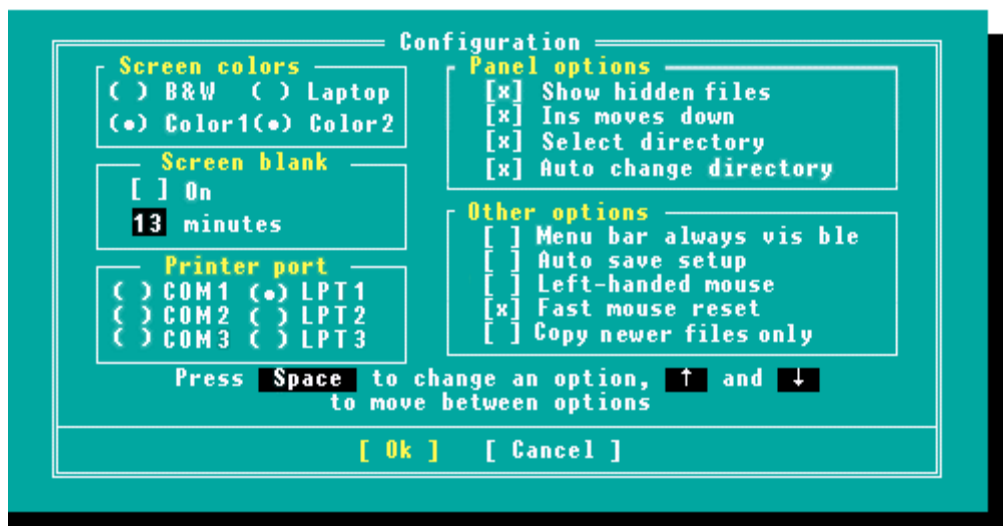 Configuration
Screen colors
( ) B&W ( ) Laptop
(•) Color1(•) Color2
Screen blank
[ ] On
13 minutes
Printer port
( ) COM1 (•) LPT1
( ) COM2 ( ) LPT2
( ) COM3 ( ) LPT3
Panel options
[x] Show hidden files
[x] Ins moves down
[x] Select directory
[x] Auto change directory
Other options
[ ] Menu bar always vis ble
[ ] Auto save setup
[ ] Left-handed mouse
[x] Fast mouse reset
[ ] Copy newer files only
Press Space to change an option, ↑ and ↓
to move between options
[ Ok ] [ Cancel ]